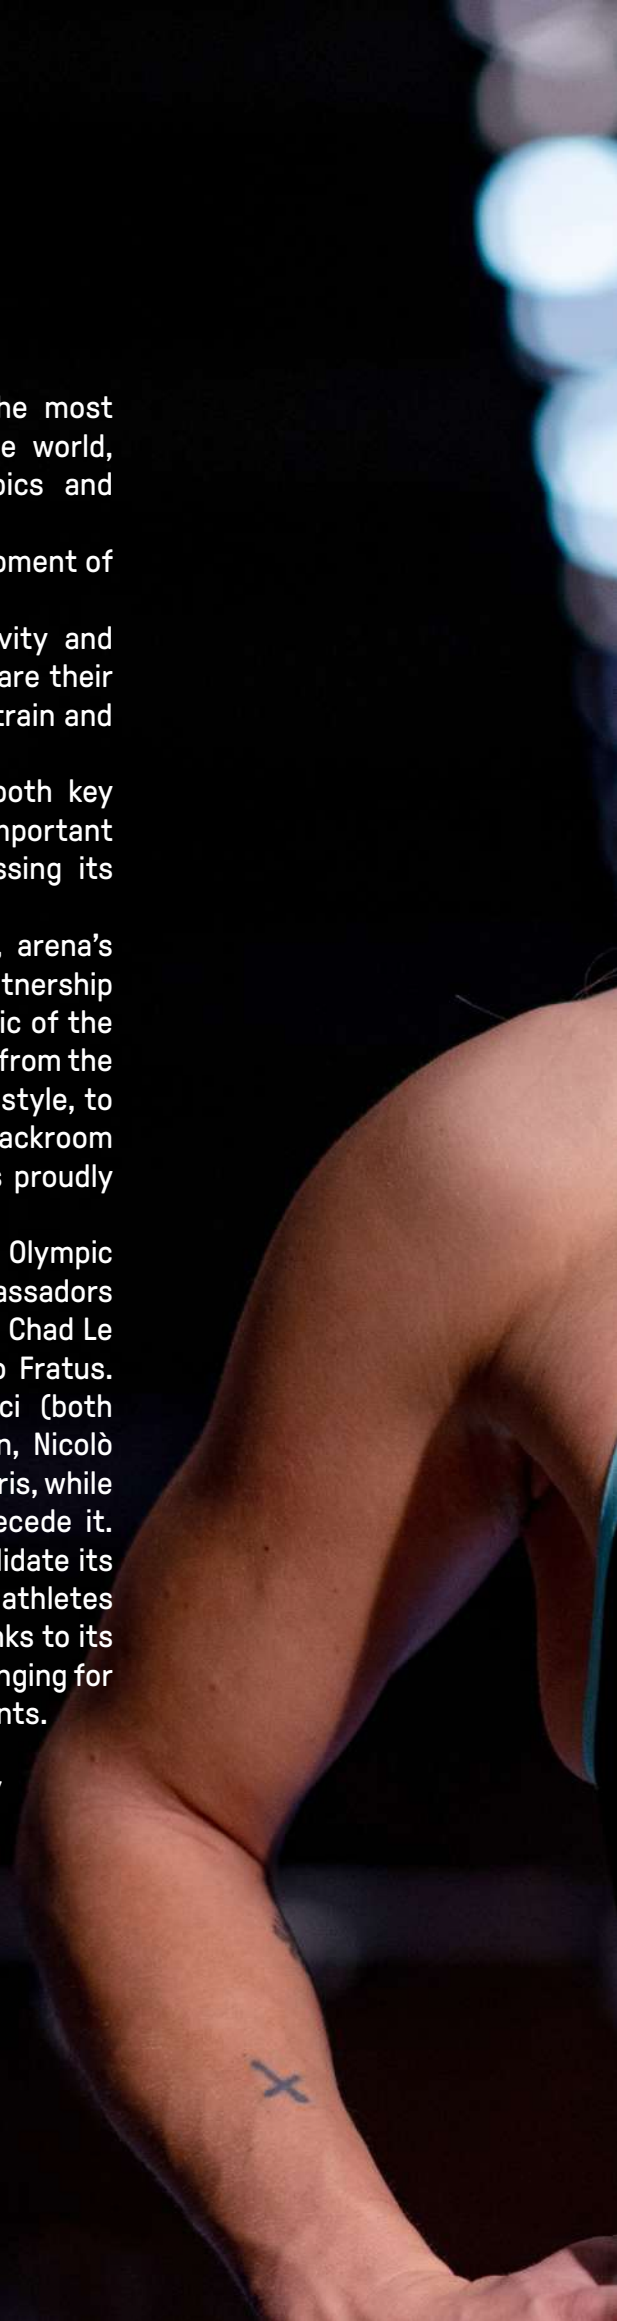 he most
e world,
pics and
pment of
vity and
are their
train and
both key
mportant
ssing its
, arena's
tnership
ic of the
from the
style, to
ackroom
s proudly
Olympic
assadors
Chad Le
o Fratus.
ci (both
n, Nicolò
ris, while
ecede it.
lidate its
athletes
nks to its
nging for
nts.